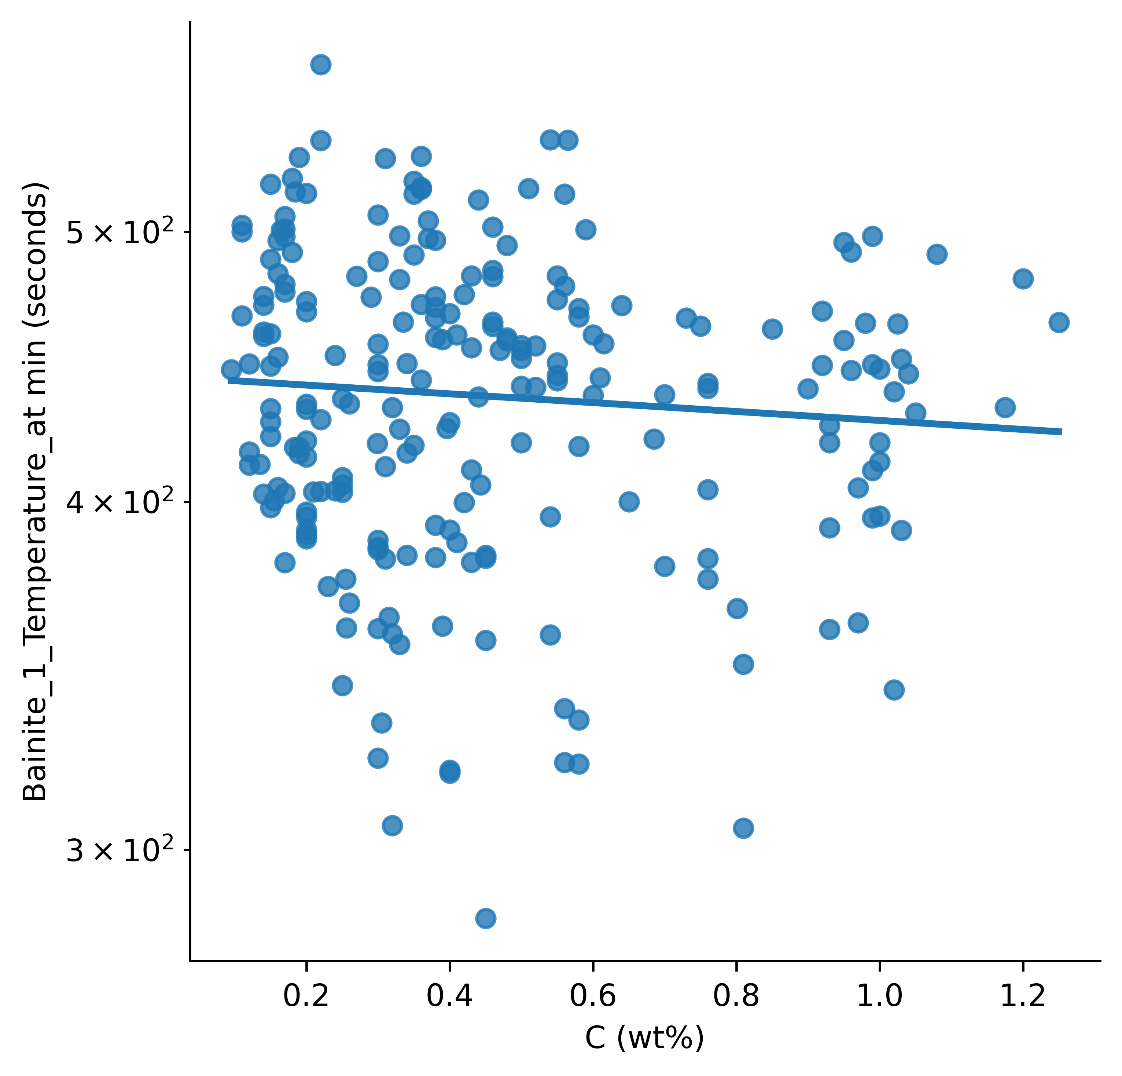 Bainite_1_Temperature_at min (seconds)
5 × 10²
4 × 10²
3 × 10²
0.2 0.4 0.6 0.8 1.0 1.2
C (wt%)